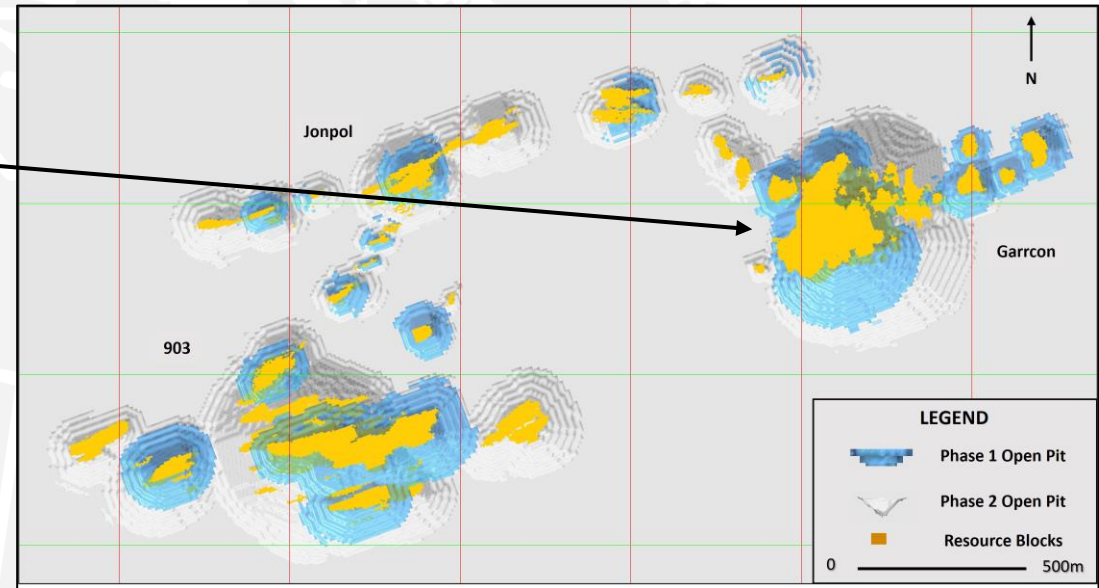 N
Jonpol
Garrcon
903
LEGEND
Phase 1 Open Pit
Phase 2 Open Pit
Resource Blocks
0 500m